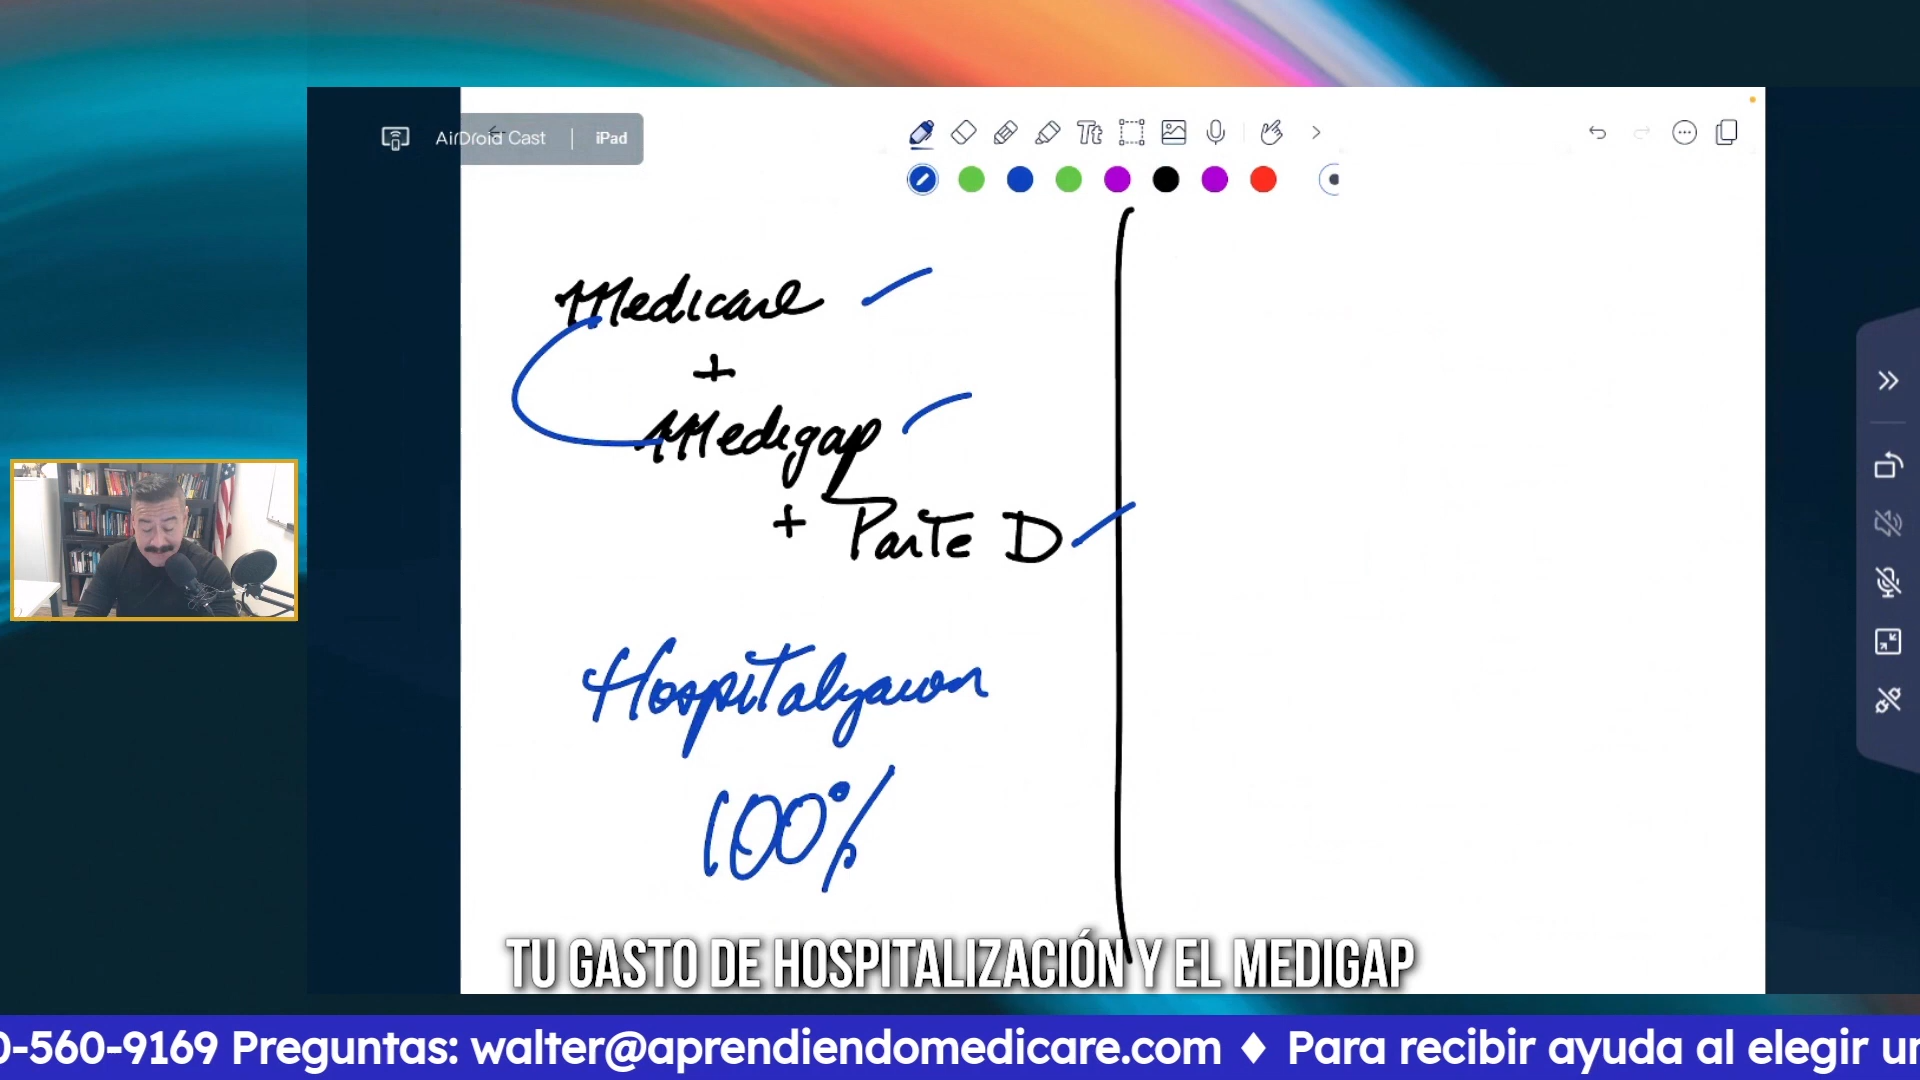 AirDroid Cast | iPad
Tt
Medicare
+
Medigap
+ Parte D
Hospitalización
100%
TU GASTO DE HOSPITALIZACIÓN Y EL MEDIGAP
0-560-9169 Preguntas: walter@aprendiendomedicare.com ♦ Para recibir ayuda al elegir un